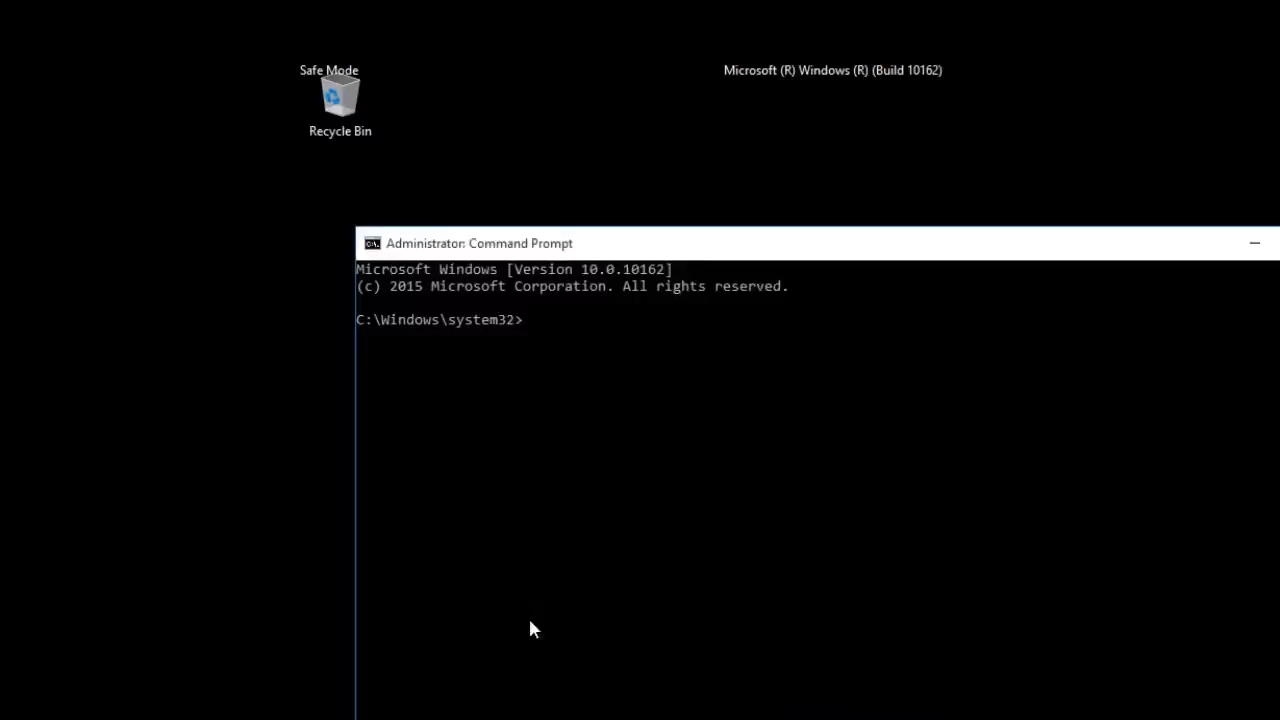 Safe Mode
Microsoft (R) Windows (R) (Build 10162)
Recycle Bin
Administrator: Command Prompt
Microsoft Windows [Version 10.0.10162]
(c) 2015 Microsoft Corporation. All rights reserved.
C:\Windows\system32>